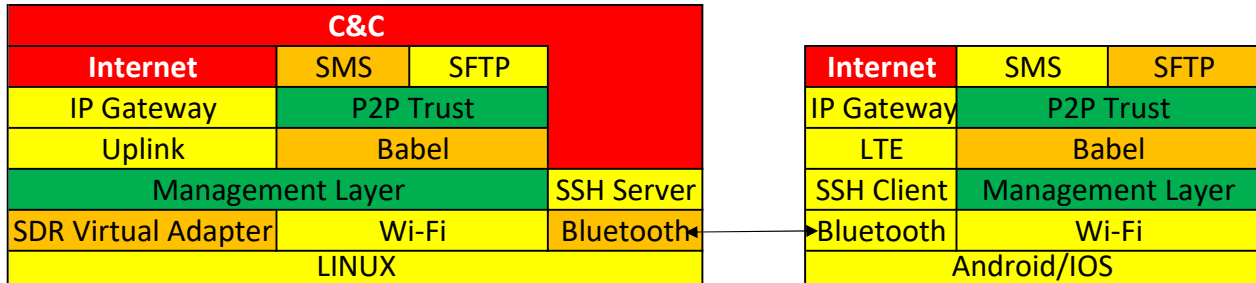 C&C
Internet SMS SFTP
IP Gateway P2P Trust
Uplink Babel
Management Layer SSH Server
SDR Virtual Adapter Wi-Fi Bluetooth
LINUX
Internet SMS SFTP
IP Gateway P2P Trust
LTE Babel
SSH Client Management Layer
Bluetooth Wi-Fi
Android/IOS